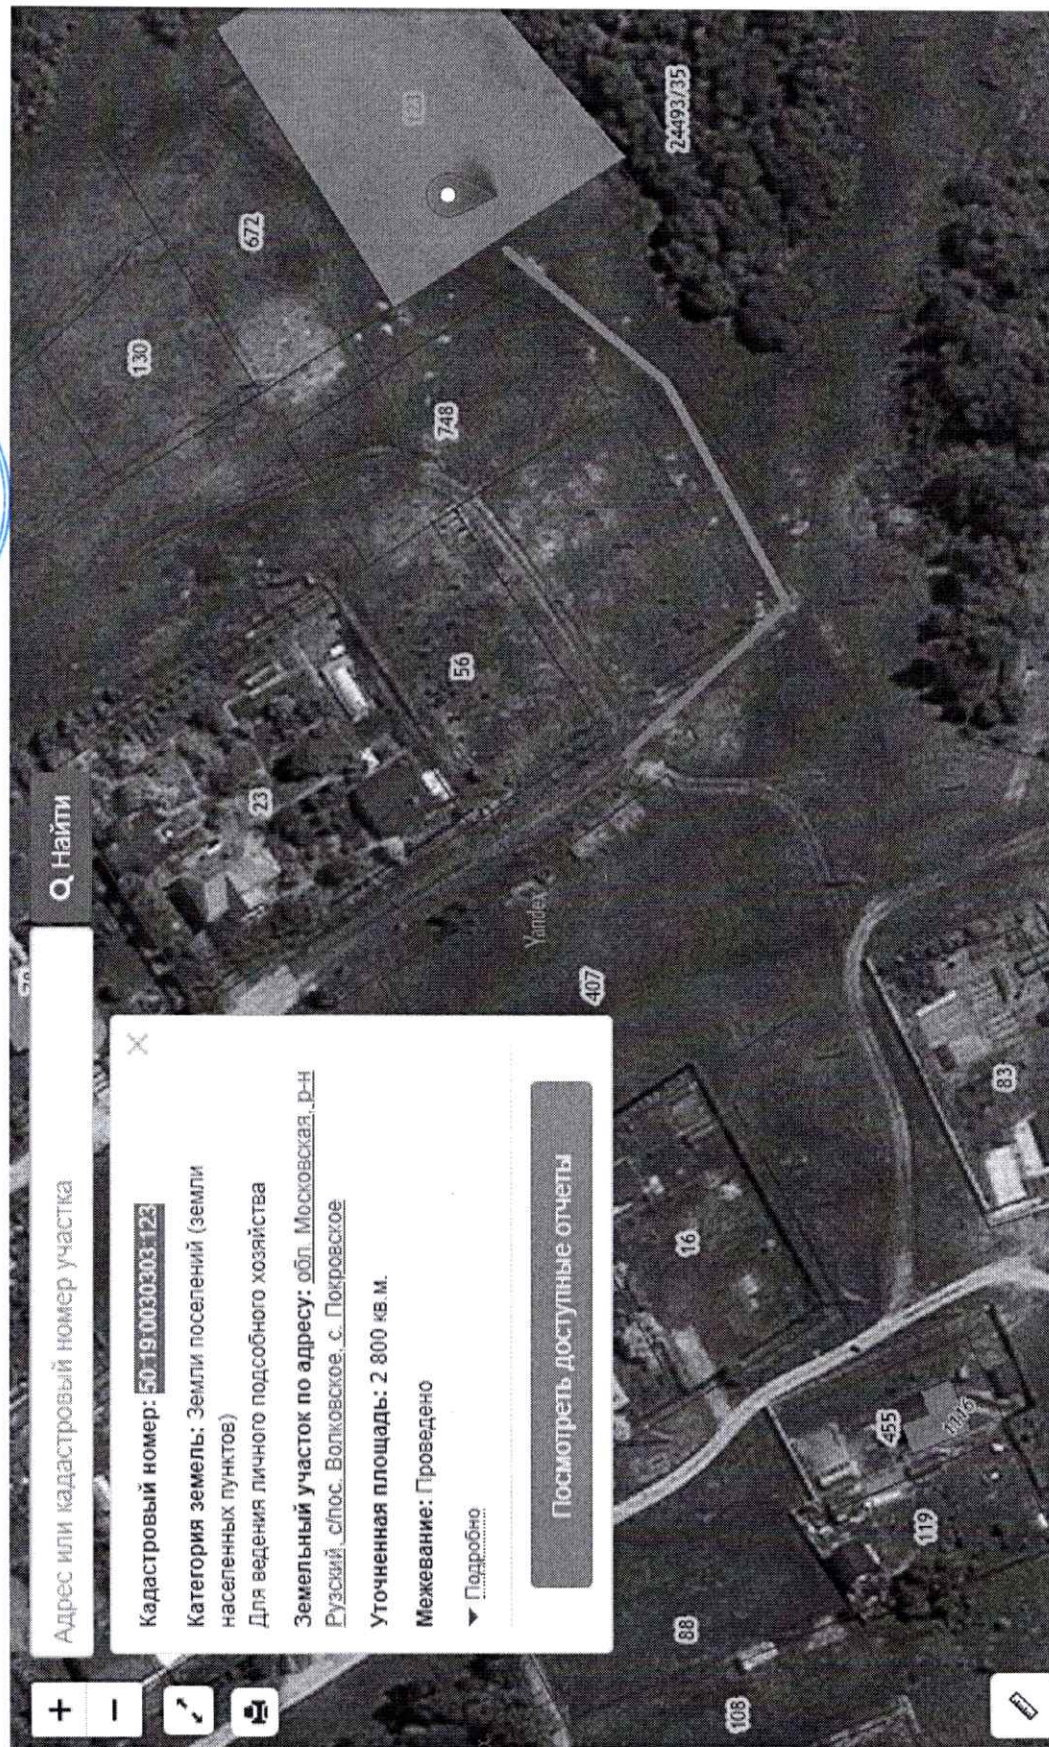 Адрес или кадастровый номер участка
Найти
Кадастровый номер: 50:19:0030303:123
Категория земель: Земли поселений (земли
населенных пунктов)
Для ведения личного подсобного хозяйства
Земельный участок по адресу: обл. Московская, р-н
Рузский, с/пос. Волковское, с. Покровское
Уточненная площадь: 2 800 кв.м.
Межевание: Проведено
Подробно
Посмотреть доступные отчеты
130
672
123
24493/35
748
56
23
Yandex
407
16
83
455
1116
119
88
108